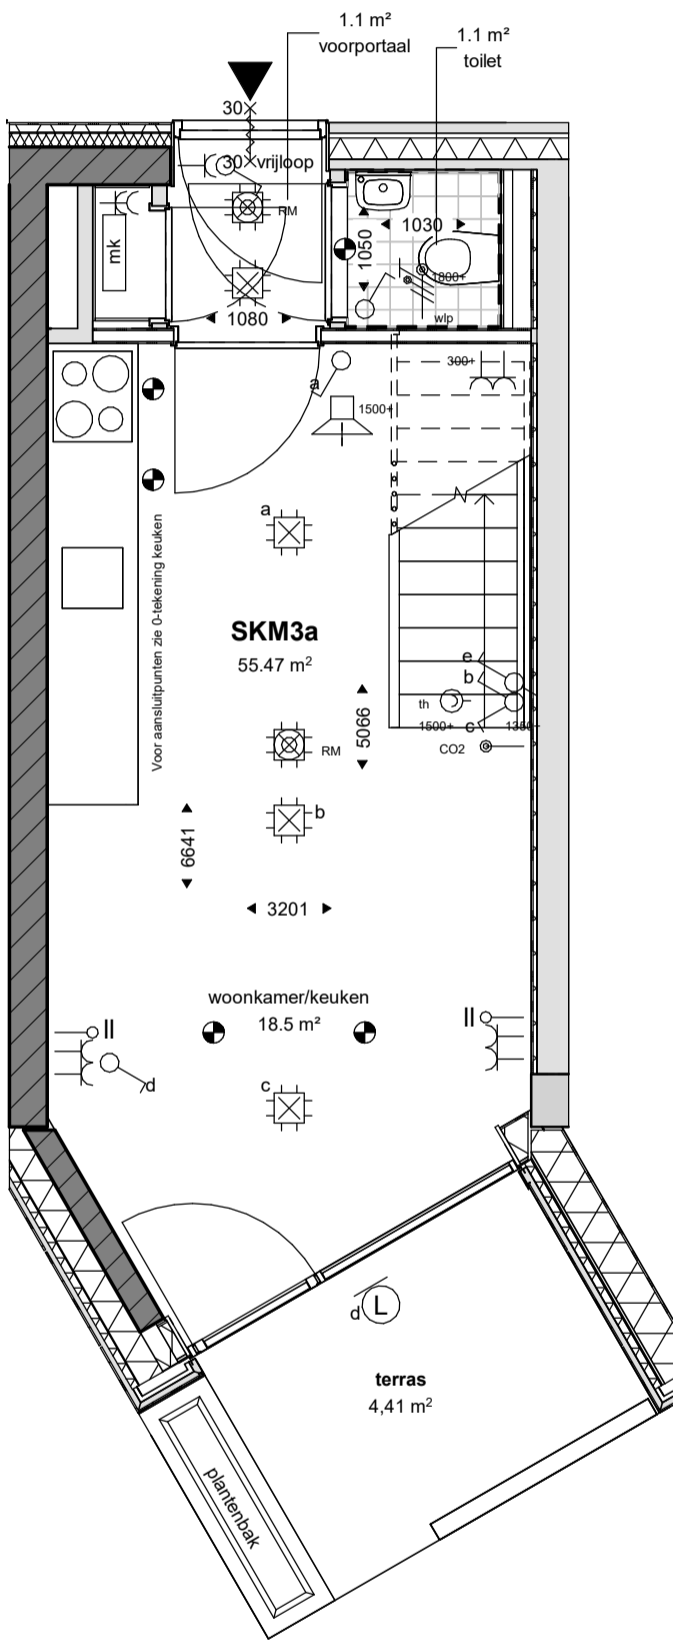 1.1 m²
voorportaal
1.1 m²
toilet
30
30
vrijloop
RM
mk
1080
1050
1030
1800+
wlp
300+
a
1500+
a
Voor aansluitpunten zie 0-tekening keuken
SKM3a
55.47 m²
e
b
c
th
1500+
1350
CO2
5066
RM
b
6641
3201
woonkamer/keuken
18.5 m²
d
c
d
L
terras
4,41 m²
plantenbak